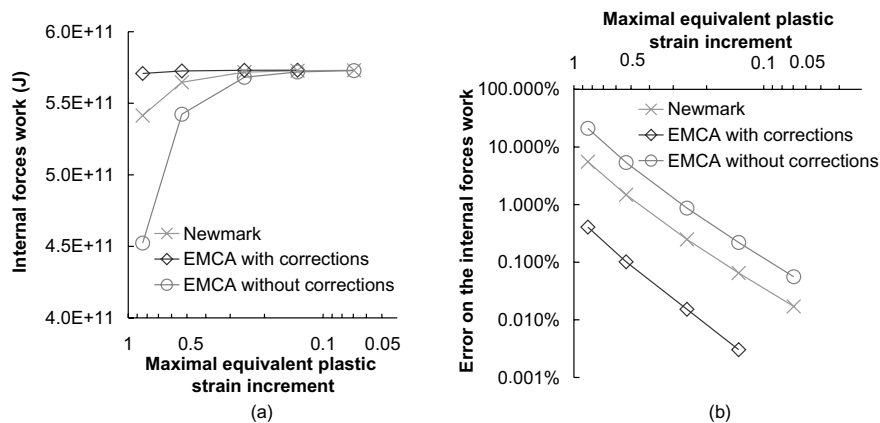 6.0E+11
5.5E+11
5.0E+11
4.5E+11
4.0E+11
Internal forces work (J)
Newmark
EMCA with corrections
EMCA without corrections
1 0.5 0.1 0.05
Maximal equivalent plastic
strain increment
(a)
Maximal equivalent plastic
strain increment
1 0.5 0.1 0.05
100.000%
10.000%
1.000%
0.100%
0.010%
0.001%
Error on the internal forces work
Newmark
EMCA with corrections
EMCA without corrections
(b)